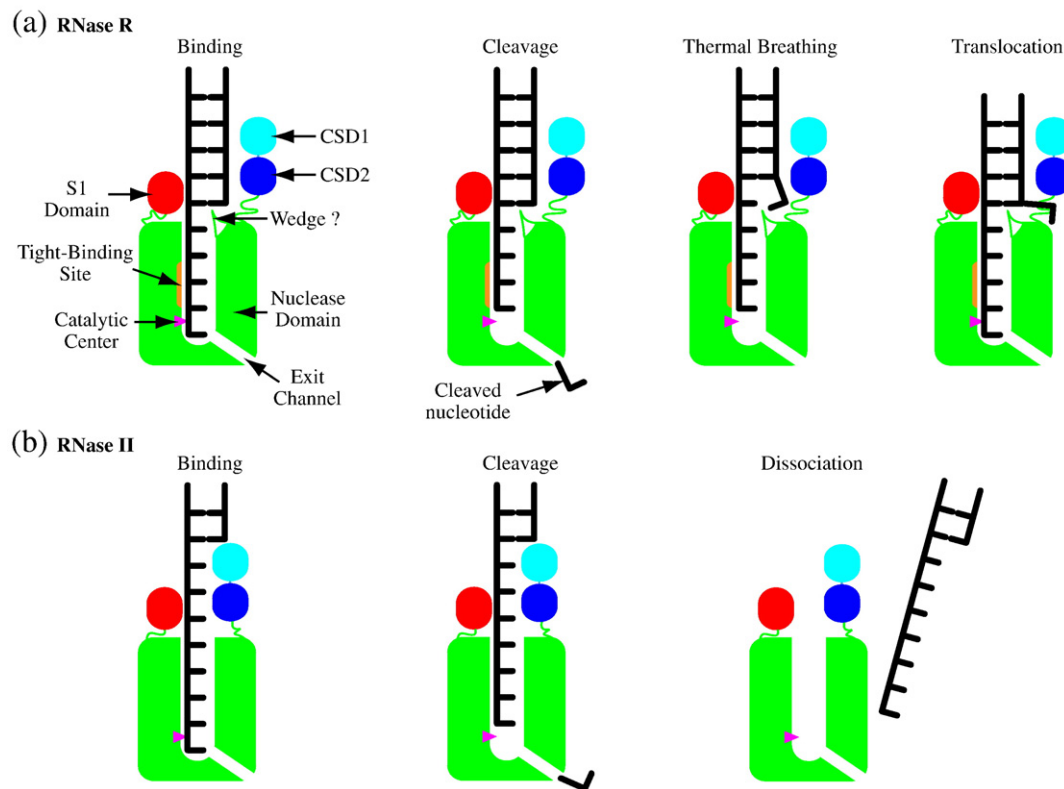 (a) RNase R
Binding
Cleavage
Thermal Breathing
Translocation
CSD1
CSD2
S1
Domain
Wedge ?
Tight-Binding
Site
Nuclease
Domain
Catalytic
Center
Exit
Channel
Cleaved
nucleotide
(b) RNase II
Binding
Cleavage
Dissociation